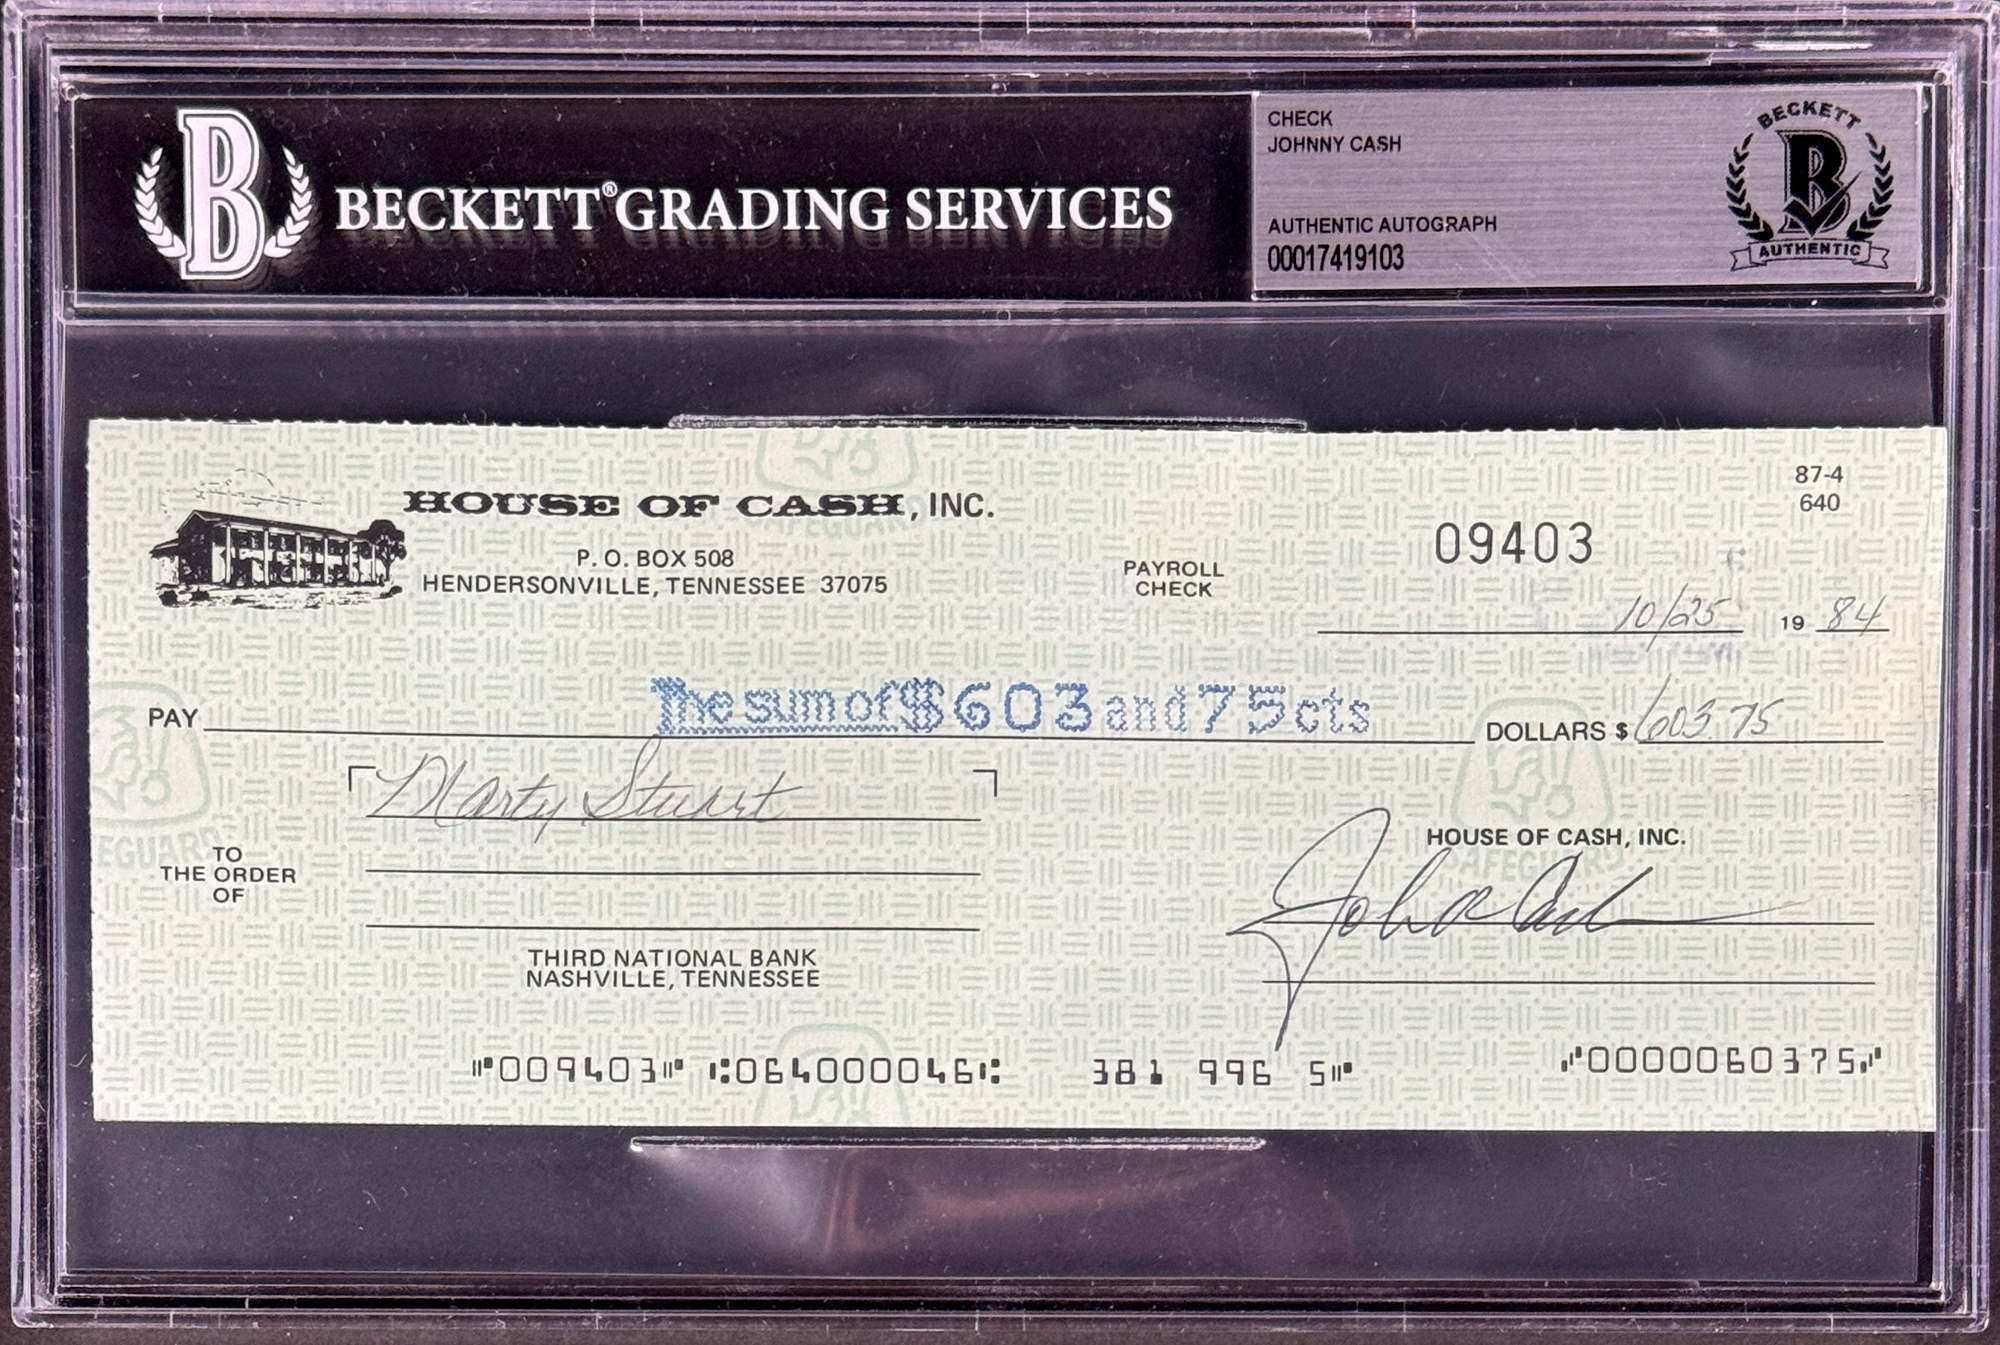 B
BECKETT® GRADING SERVICES
CHECK
JOHNNY CASH
AUTHENTIC AUTOGRAPH
00017419103
BECKETT
B
AUTHENTIC
HOUSE OF CASH, INC.
P. O. BOX 508
HENDERSONVILLE, TENNESSEE 37075
PAYROLL
CHECK
09403
87-4
640
10/25 19 84
PAY The sum of $603 and 75 cts DOLLARS $ 603.75
TO
THE ORDER
OF
Marty Stuart
HOUSE OF CASH, INC.
John R Cash
THIRD NATIONAL BANK
NASHVILLE, TENNESSEE
⑈009403⑈ ⑆064000046⑆ 381 996 5⑈ ⑇0000060375⑇
SAFEGUARD